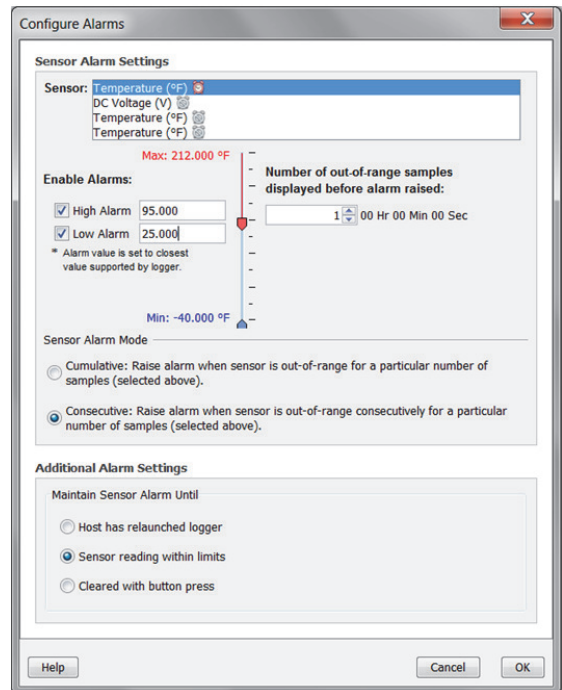 Configure Alarms
Sensor Alarm Settings
Sensor: Temperature (°F)
DC Voltage (V)
Temperature (°F)
Temperature (°F)
Max: 212.000 °F
Enable Alarms:
Number of out-of-range samples
displayed before alarm raised:
High Alarm 95.000
1 00 Hr 00 Min 00 Sec
Low Alarm 25.000
* Alarm value is set to closest
value supported by logger.
Min: -40.000 °F
Sensor Alarm Mode
Cumulative: Raise alarm when sensor is out-of-range for a particular number of
samples (selected above).
Consecutive: Raise alarm when sensor is out-of-range consecutively for a particular
number of samples (selected above).
Additional Alarm Settings
Maintain Sensor Alarm Until
Host has relaunched logger
Sensor reading within limits
Cleared with button press
Help
Cancel
OK